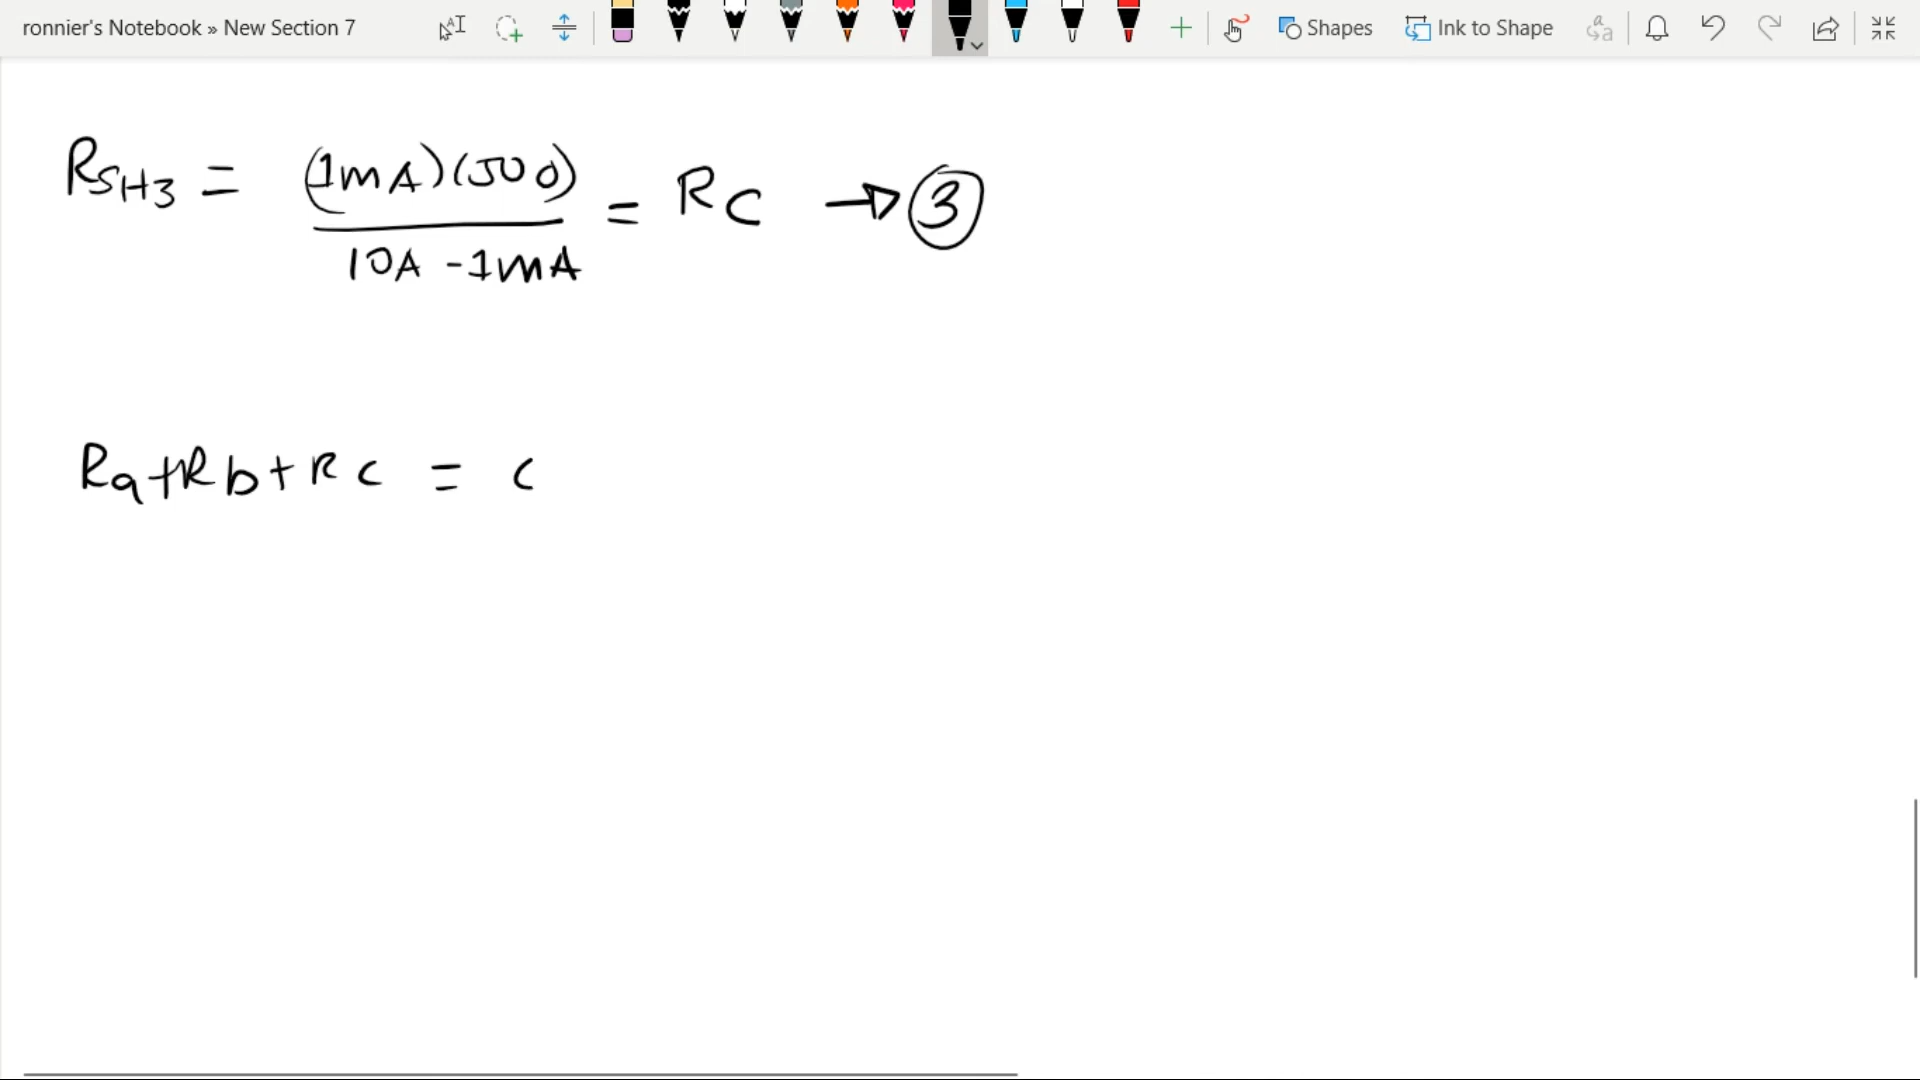 ronnier's Notebook » New Section 7 Shapes Ink to Shape
RSH3 = (1mA)(500) / 10A - 1mA = RC → 3
Ra+Rb+Rc = c